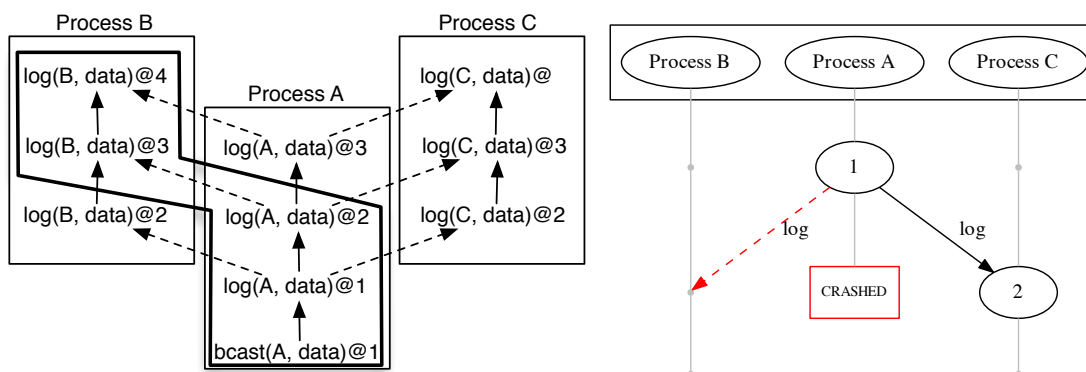 Process B
log(B, data)@4
log(B, data)@3
log(B, data)@2
Process A
log(A, data)@3
log(A, data)@2
log(A, data)@1
bcast(A, data)@1
Process C
log(C, data)@
log(C, data)@3
log(C, data)@2
Process B
Process A
Process C
1
log
log
CRASHED
2